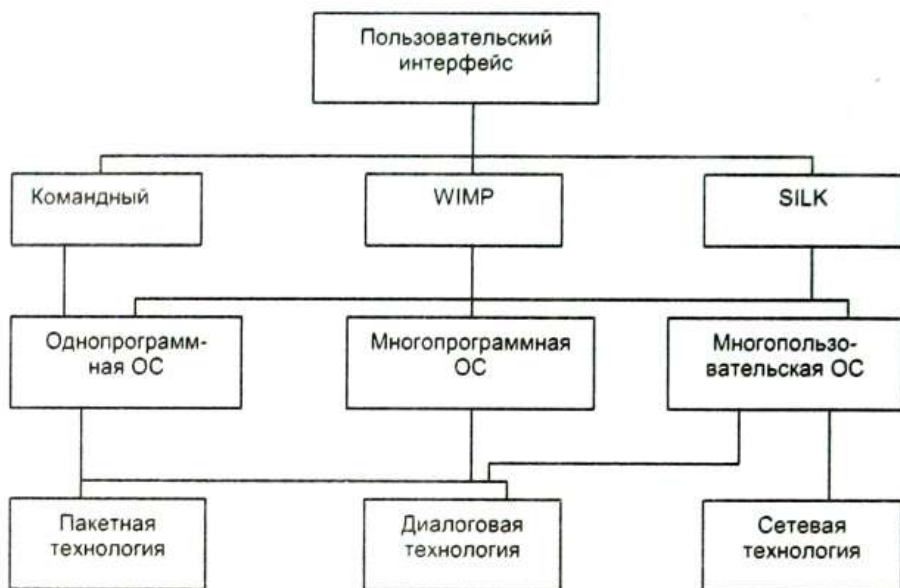 Пользовательский
интерфейс
Командный
WIMP
SILK
Однопрограмм-
ная ОС
Многопрограммная
ОС
Многопользо-
вательская ОС
Пакетная
технология
Диалоговая
технология
Сетевая
технология